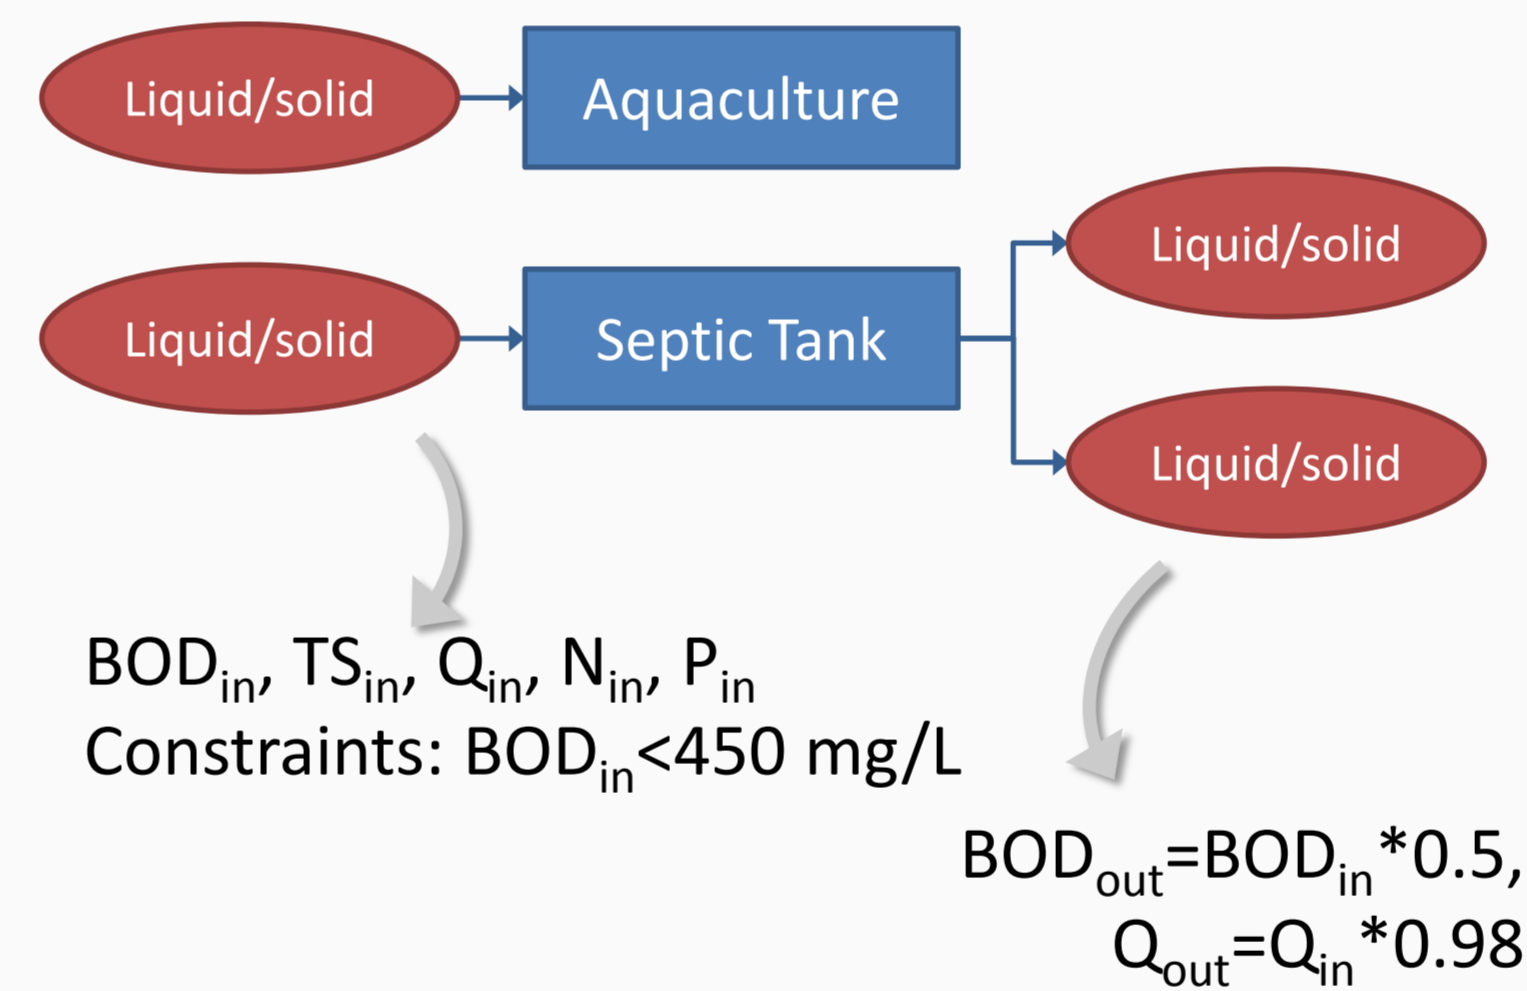 Liquid/solid
Aquaculture
Liquid/solid
Liquid/solid
Septic Tank
Liquid/solid
BODin, TSin, Qin, Nin, Pin
Constraints: BODin<450 mg/L
BODout=BODin*0.5,
Qout=Qin*0.98